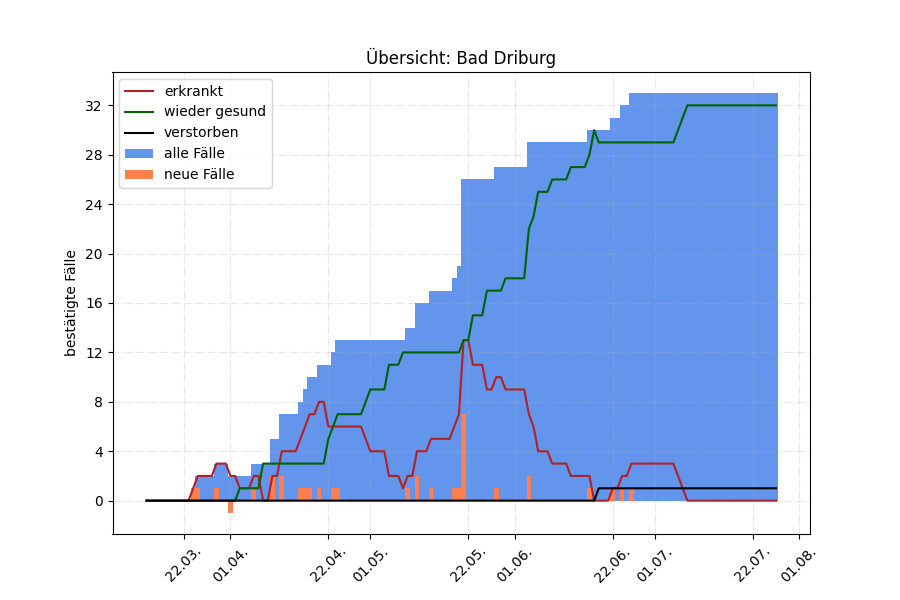 Übersicht: Bad Driburg
erkrankt
wieder gesund
verstorben
alle Fälle
neue Fälle
bestätigte Fälle
32
28
24
20
16
12
8
4
0
22.03.
01.04.
22.04.
01.05.
22.05.
01.06.
22.06.
01.07.
22.07.
01.08.